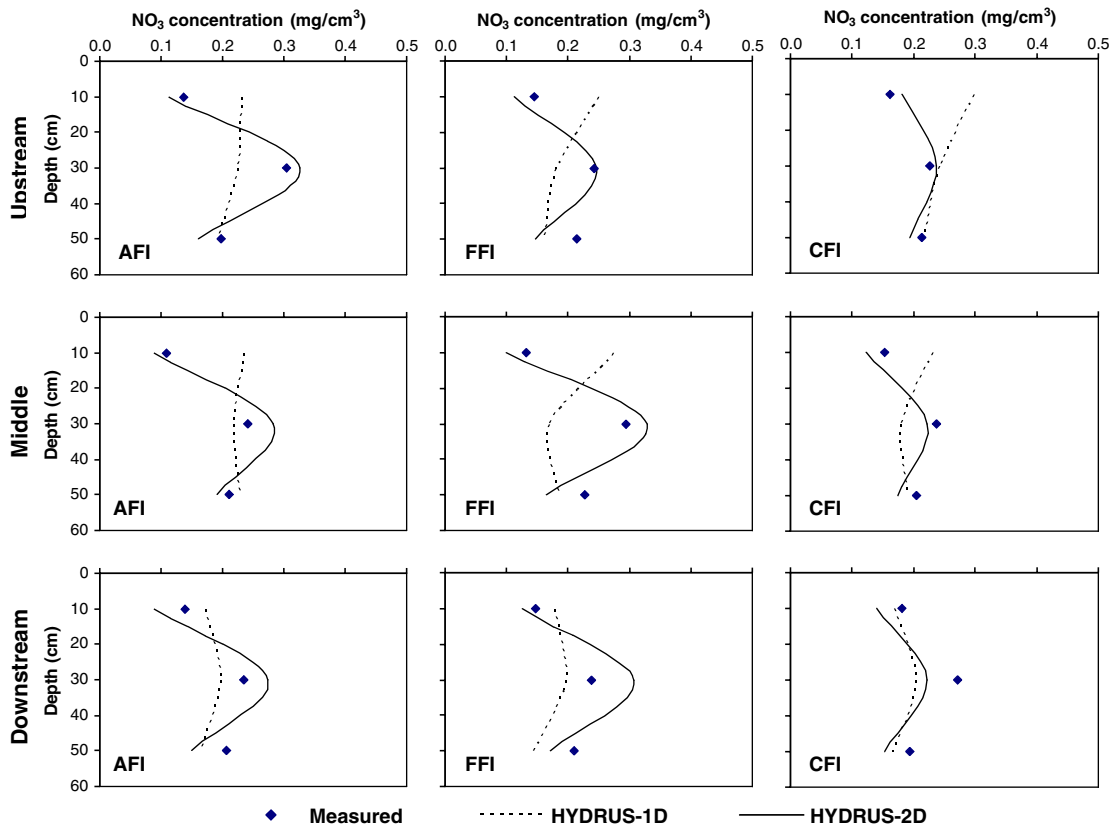 NO3 concentration (mg/cm3) NO3 concentration (mg/cm3) NO3 concentration (mg/cm3)
0.0 0.1 0.2 0.3 0.4 0.5 0.0 0.1 0.2 0.3 0.4 0.5 0.0 0.1 0.2 0.3 0.4 0.5
Upstream
Depth (cm)
0
10
20
30
40
50
60
AFI FFI CFI
Middle
Depth (cm)
0
10
20
30
40
50
60
AFI FFI CFI
Downstream
Depth (cm)
0
10
20
30
40
50
60
AFI FFI CFI
Measured HYDRUS-1D HYDRUS-2D